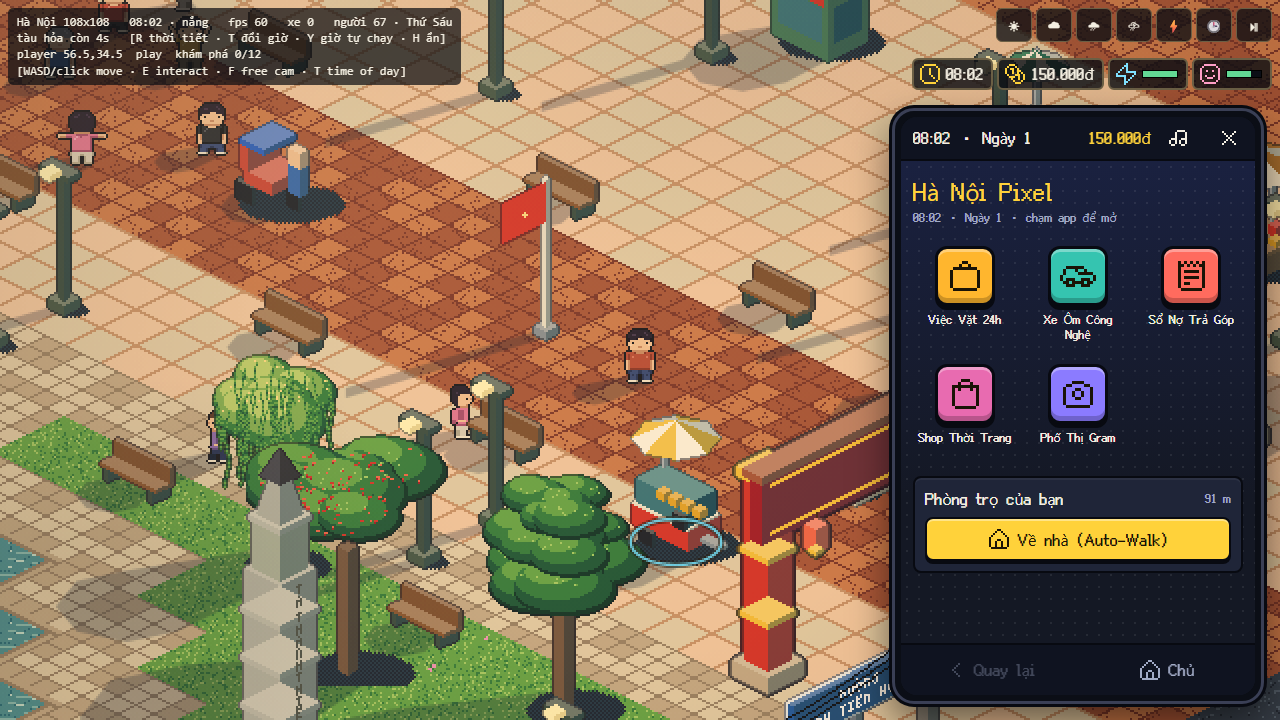 Hà Nội 108x108 08:02 · nắng fps 60 xe 0 người 67 · Thứ Sáu
tàu hỏa còn 4s [R thời tiết · T đổi giờ · Y giờ tự chạy · H ẩn]
player 56.5,34.5 play khám phá 0/12
[WASD/click move · E interact · F free cam · T time of day]
08:02
150.000đ
08:02 · Ngày 1
150.000đ
Hà Nội Pixel
08:02 · Ngày 1 · chạm app để mở
Việc Vặt 24h
Xe Ôm Công Nghệ
Sổ Nợ Trả Góp
Shop Thời Trang
Phố Thị Gram
Phòng trọ của bạn
91 m
Về nhà (Auto-Walk)
Quay lại
Chủ